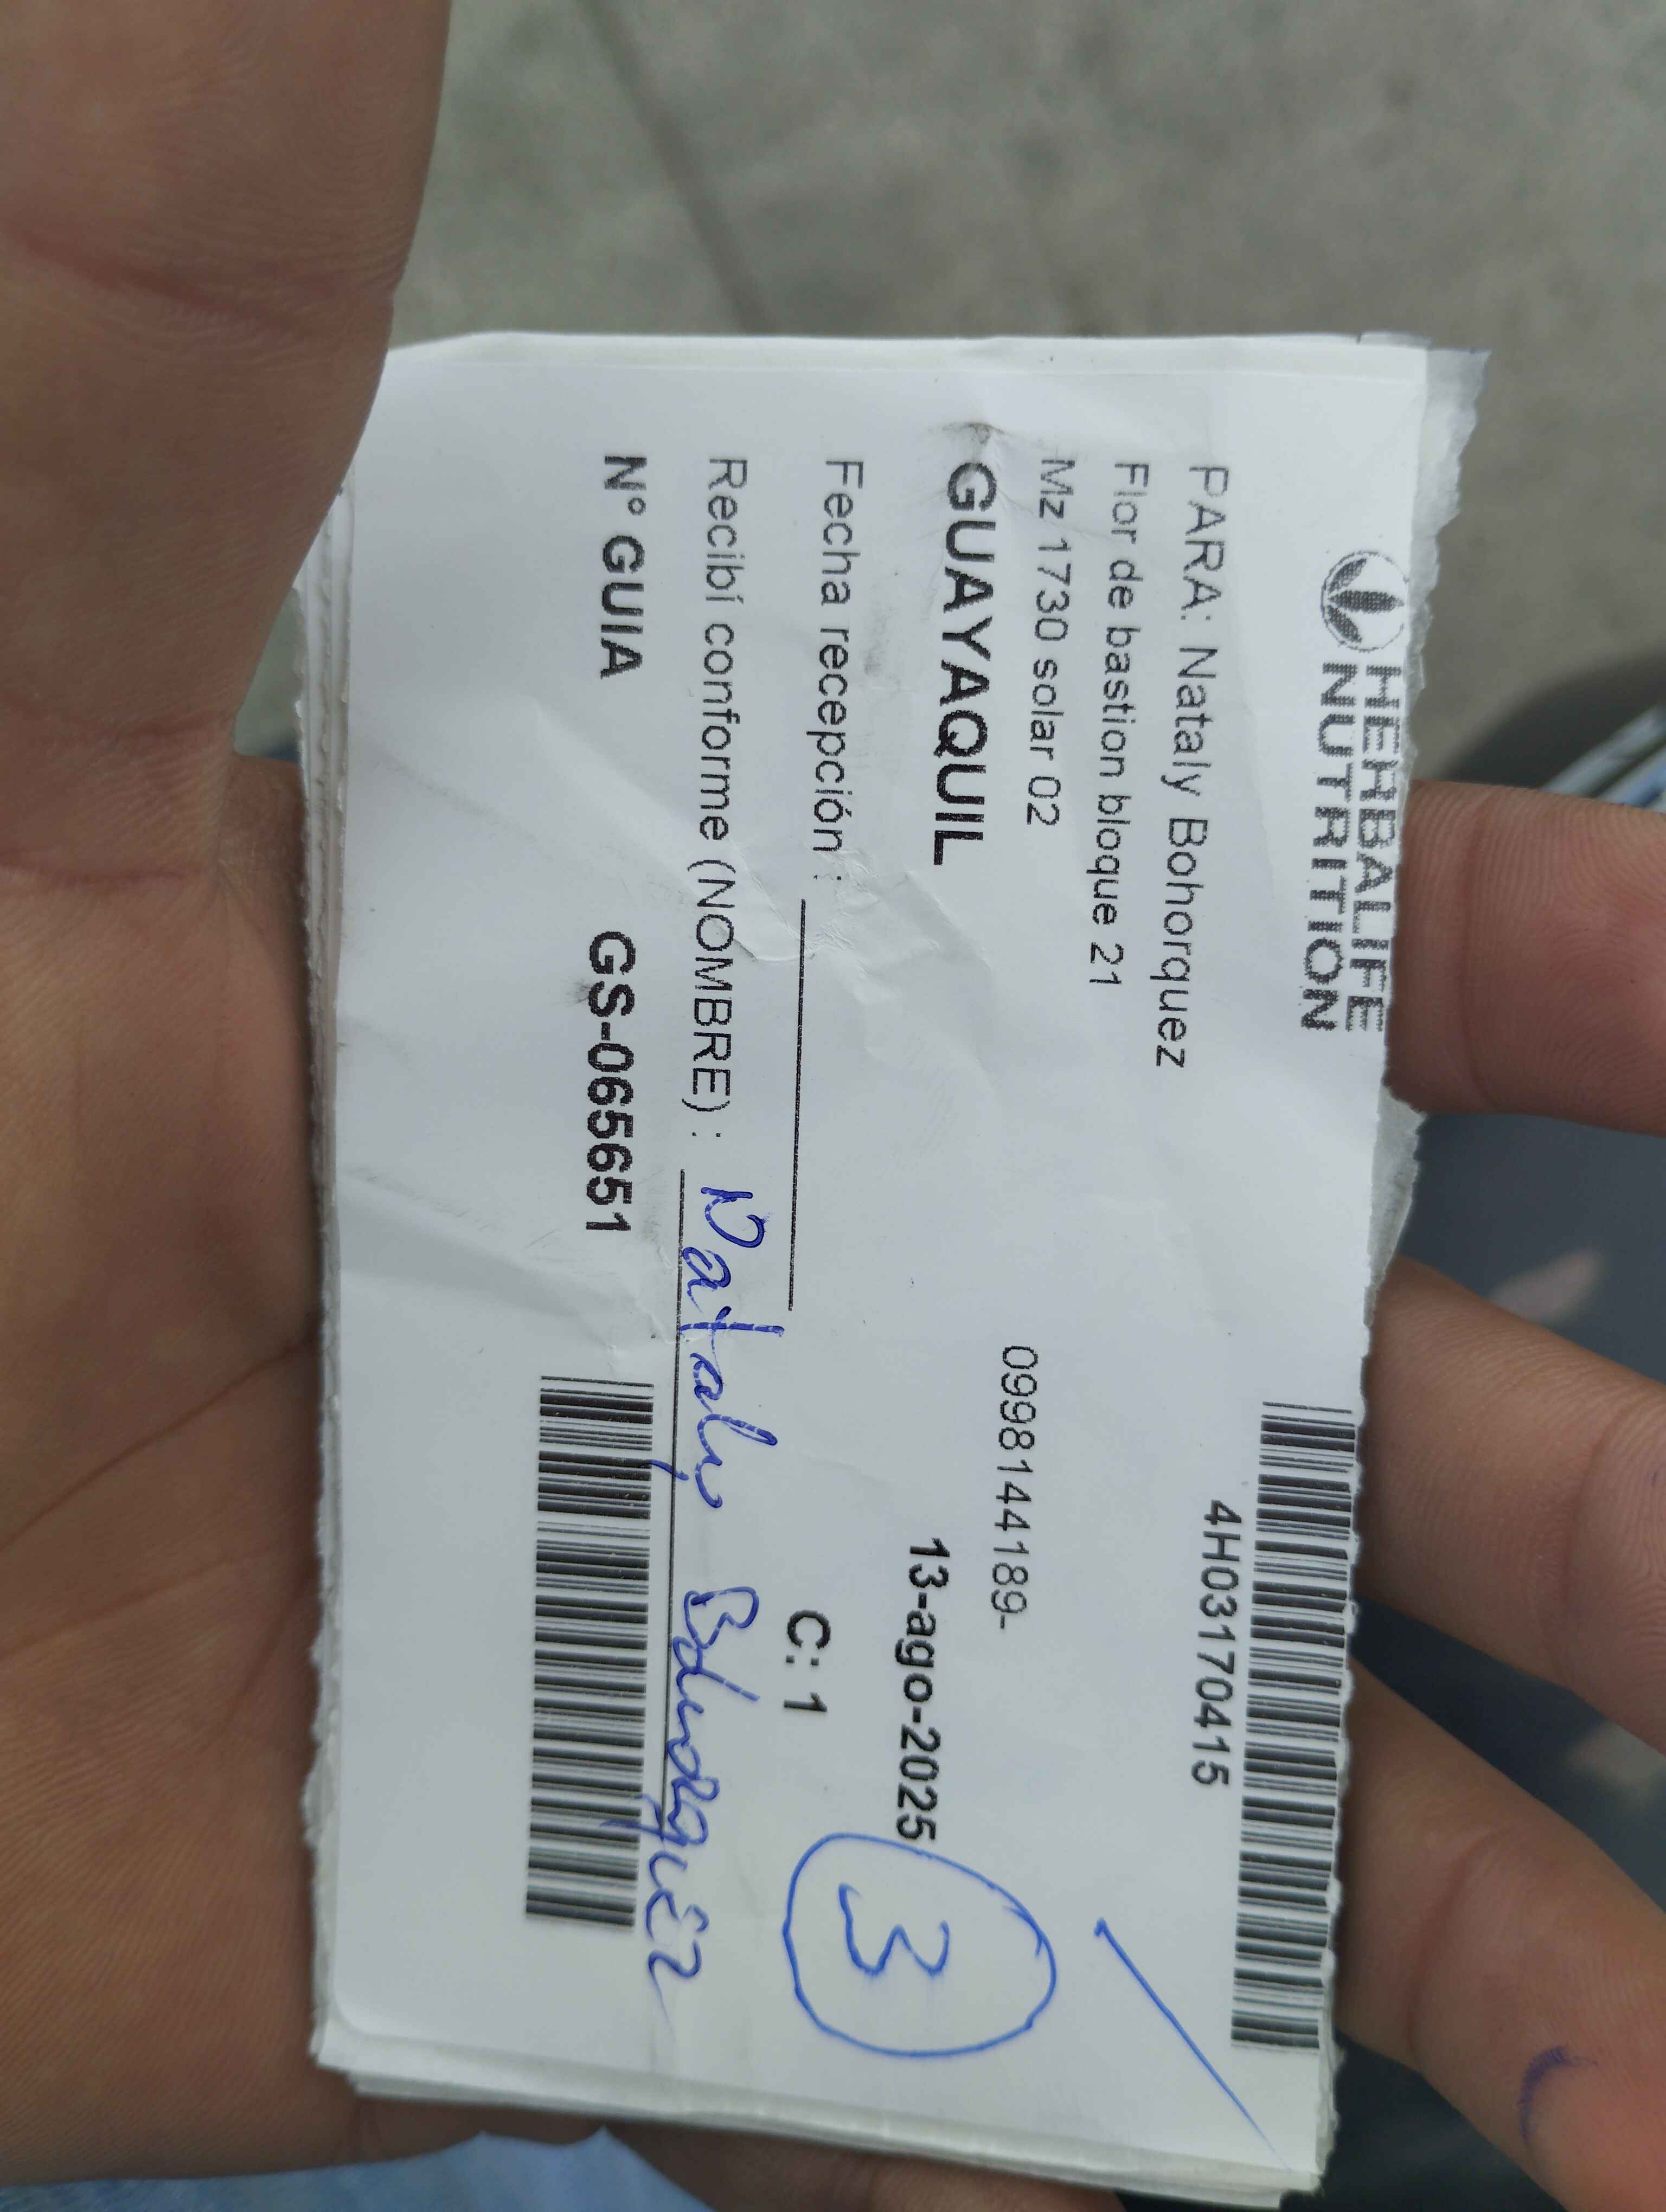 HERBALIFE
NUTRITION
4H03170415
PARA: Nataly Bohorquez
Flor de bastion bloque 21
Mz 1730 solar 02
0998144189-
GUAYAQUIL
13-ago-2025
3
Fecha recepción :
C: 1
Recibí conforme (NOMBRE) : Nataly Bohorquez
N° GUIA GS-065651